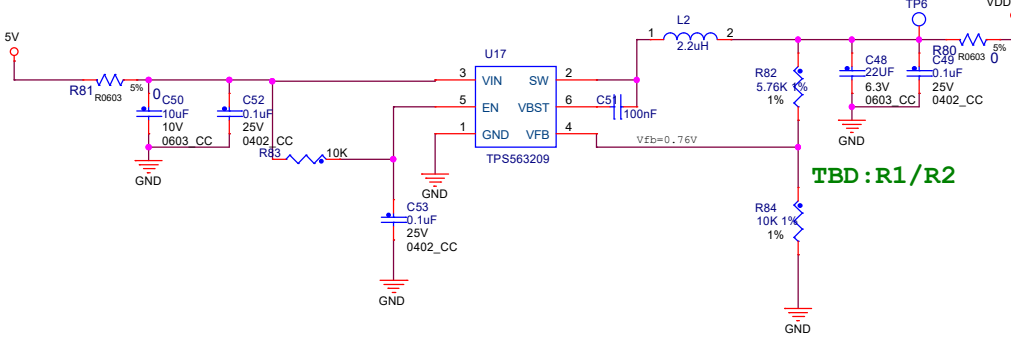 TP6
VDD
5V
L2
1
2
2.2uH
R80
5%
R0603
0
U17
R81
R0603
5%
0
3
VIN
SW
2
5
EN
VBST
6
1
GND
VFB
4
TPS563209
C50
10uF
10V
0603_CC
C52
0.1uF
25V
0402_CC
C51
100nF
R82
5.76K 1%
1%
C48
22UF
6.3V
0603_CC
C49
0.1uF
25V
0402_CC
Vfb=0.76V
R83
10K
GND
GND
GND
TBD:R1/R2
C53
0.1uF
25V
0402_CC
R84
10K 1%
1%
GND
GND